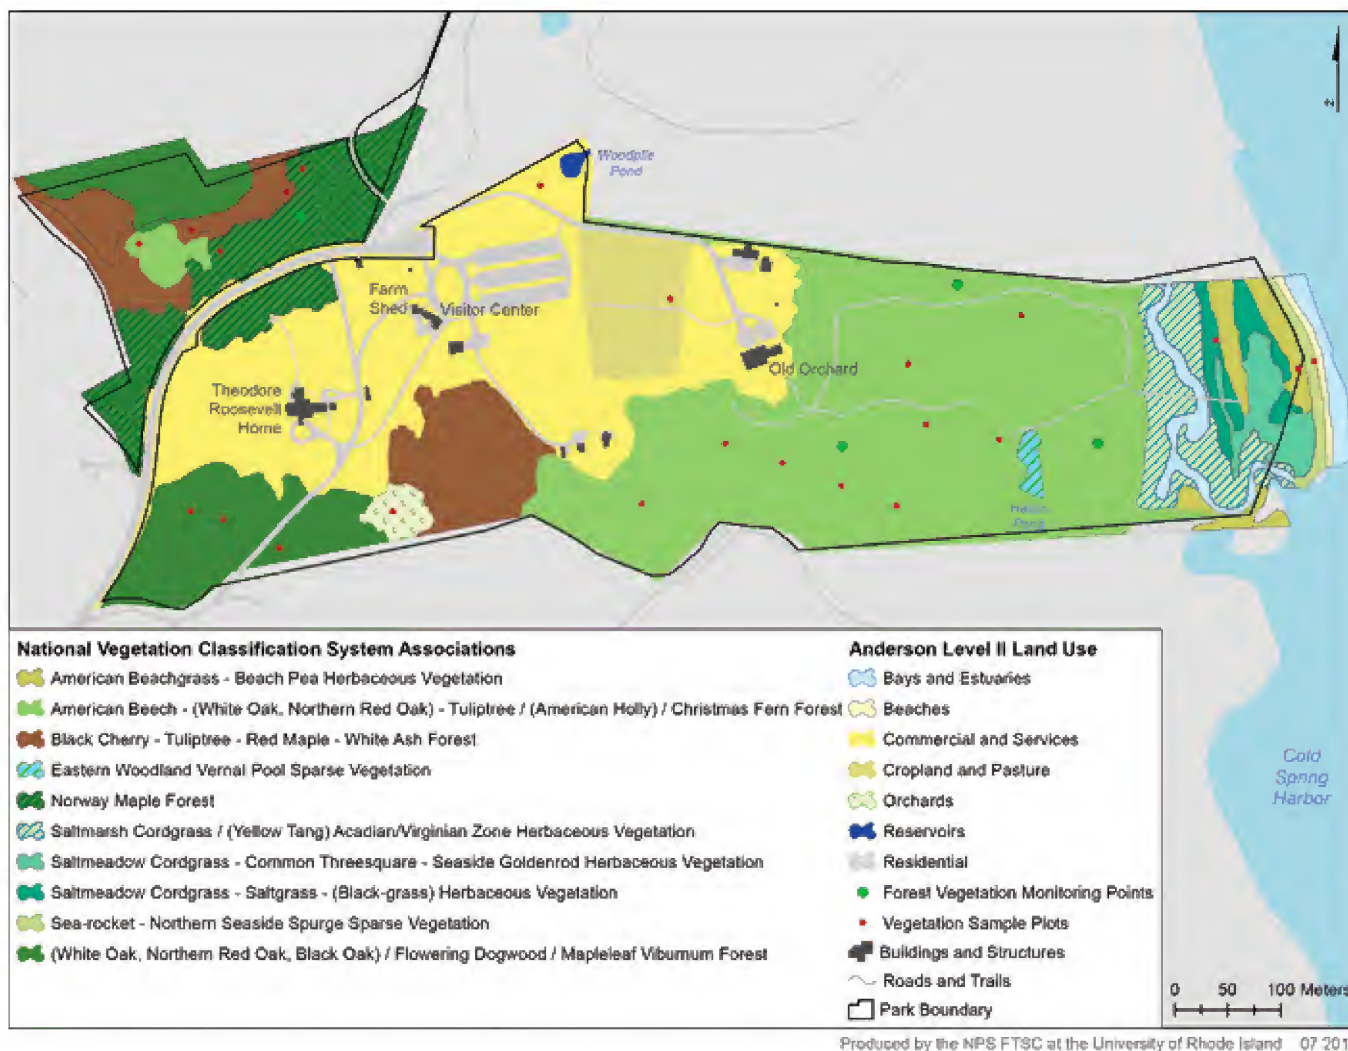 Woodpile
Pond
Farm
Shed
Visitor Center
Old Orchard
Theodore
Roosevelt
Home
Pond
Cold
Spring
Harbor
National Vegetation Classification System Associations
American Beachgrass - Beach Pea Herbaceous Vegetation
American Beech - (White Oak, Northern Red Oak) - Tuliptree / (American Holly) / Christmas Fern Forest
Black Cherry - Tuliptree - Red Maple - White Ash Forest
Eastern Woodland Vernal Pool Sparse Vegetation
Norway Maple Forest
Saltmarsh Cordgrass / (Yellow Tang) Acadian/Virginian Zone Herbaceous Vegetation
Saltmeadow Cordgrass - Common Threesquare - Seaside Goldenrod Herbaceous Vegetation
Saltmeadow Cordgrass - Saltgrass - (Black-grass) Herbaceous Vegetation
Sea-rocket - Northern Seaside Spurge Sparse Vegetation
(White Oak, Northern Red Oak, Black Oak) / Flowering Dogwood / Mapleleaf Viburnum Forest
Anderson Level II Land Use
Bays and Estuaries
Beaches
Commercial and Services
Cropland and Pasture
Orchards
Reservoirs
Residential
Forest Vegetation Monitoring Points
Vegetation Sample Plots
Buildings and Structures
Roads and Trails
Park Boundary
0 50 100 Meters
Produced by the NPS FTSC at the University of Rhode Island 07 201